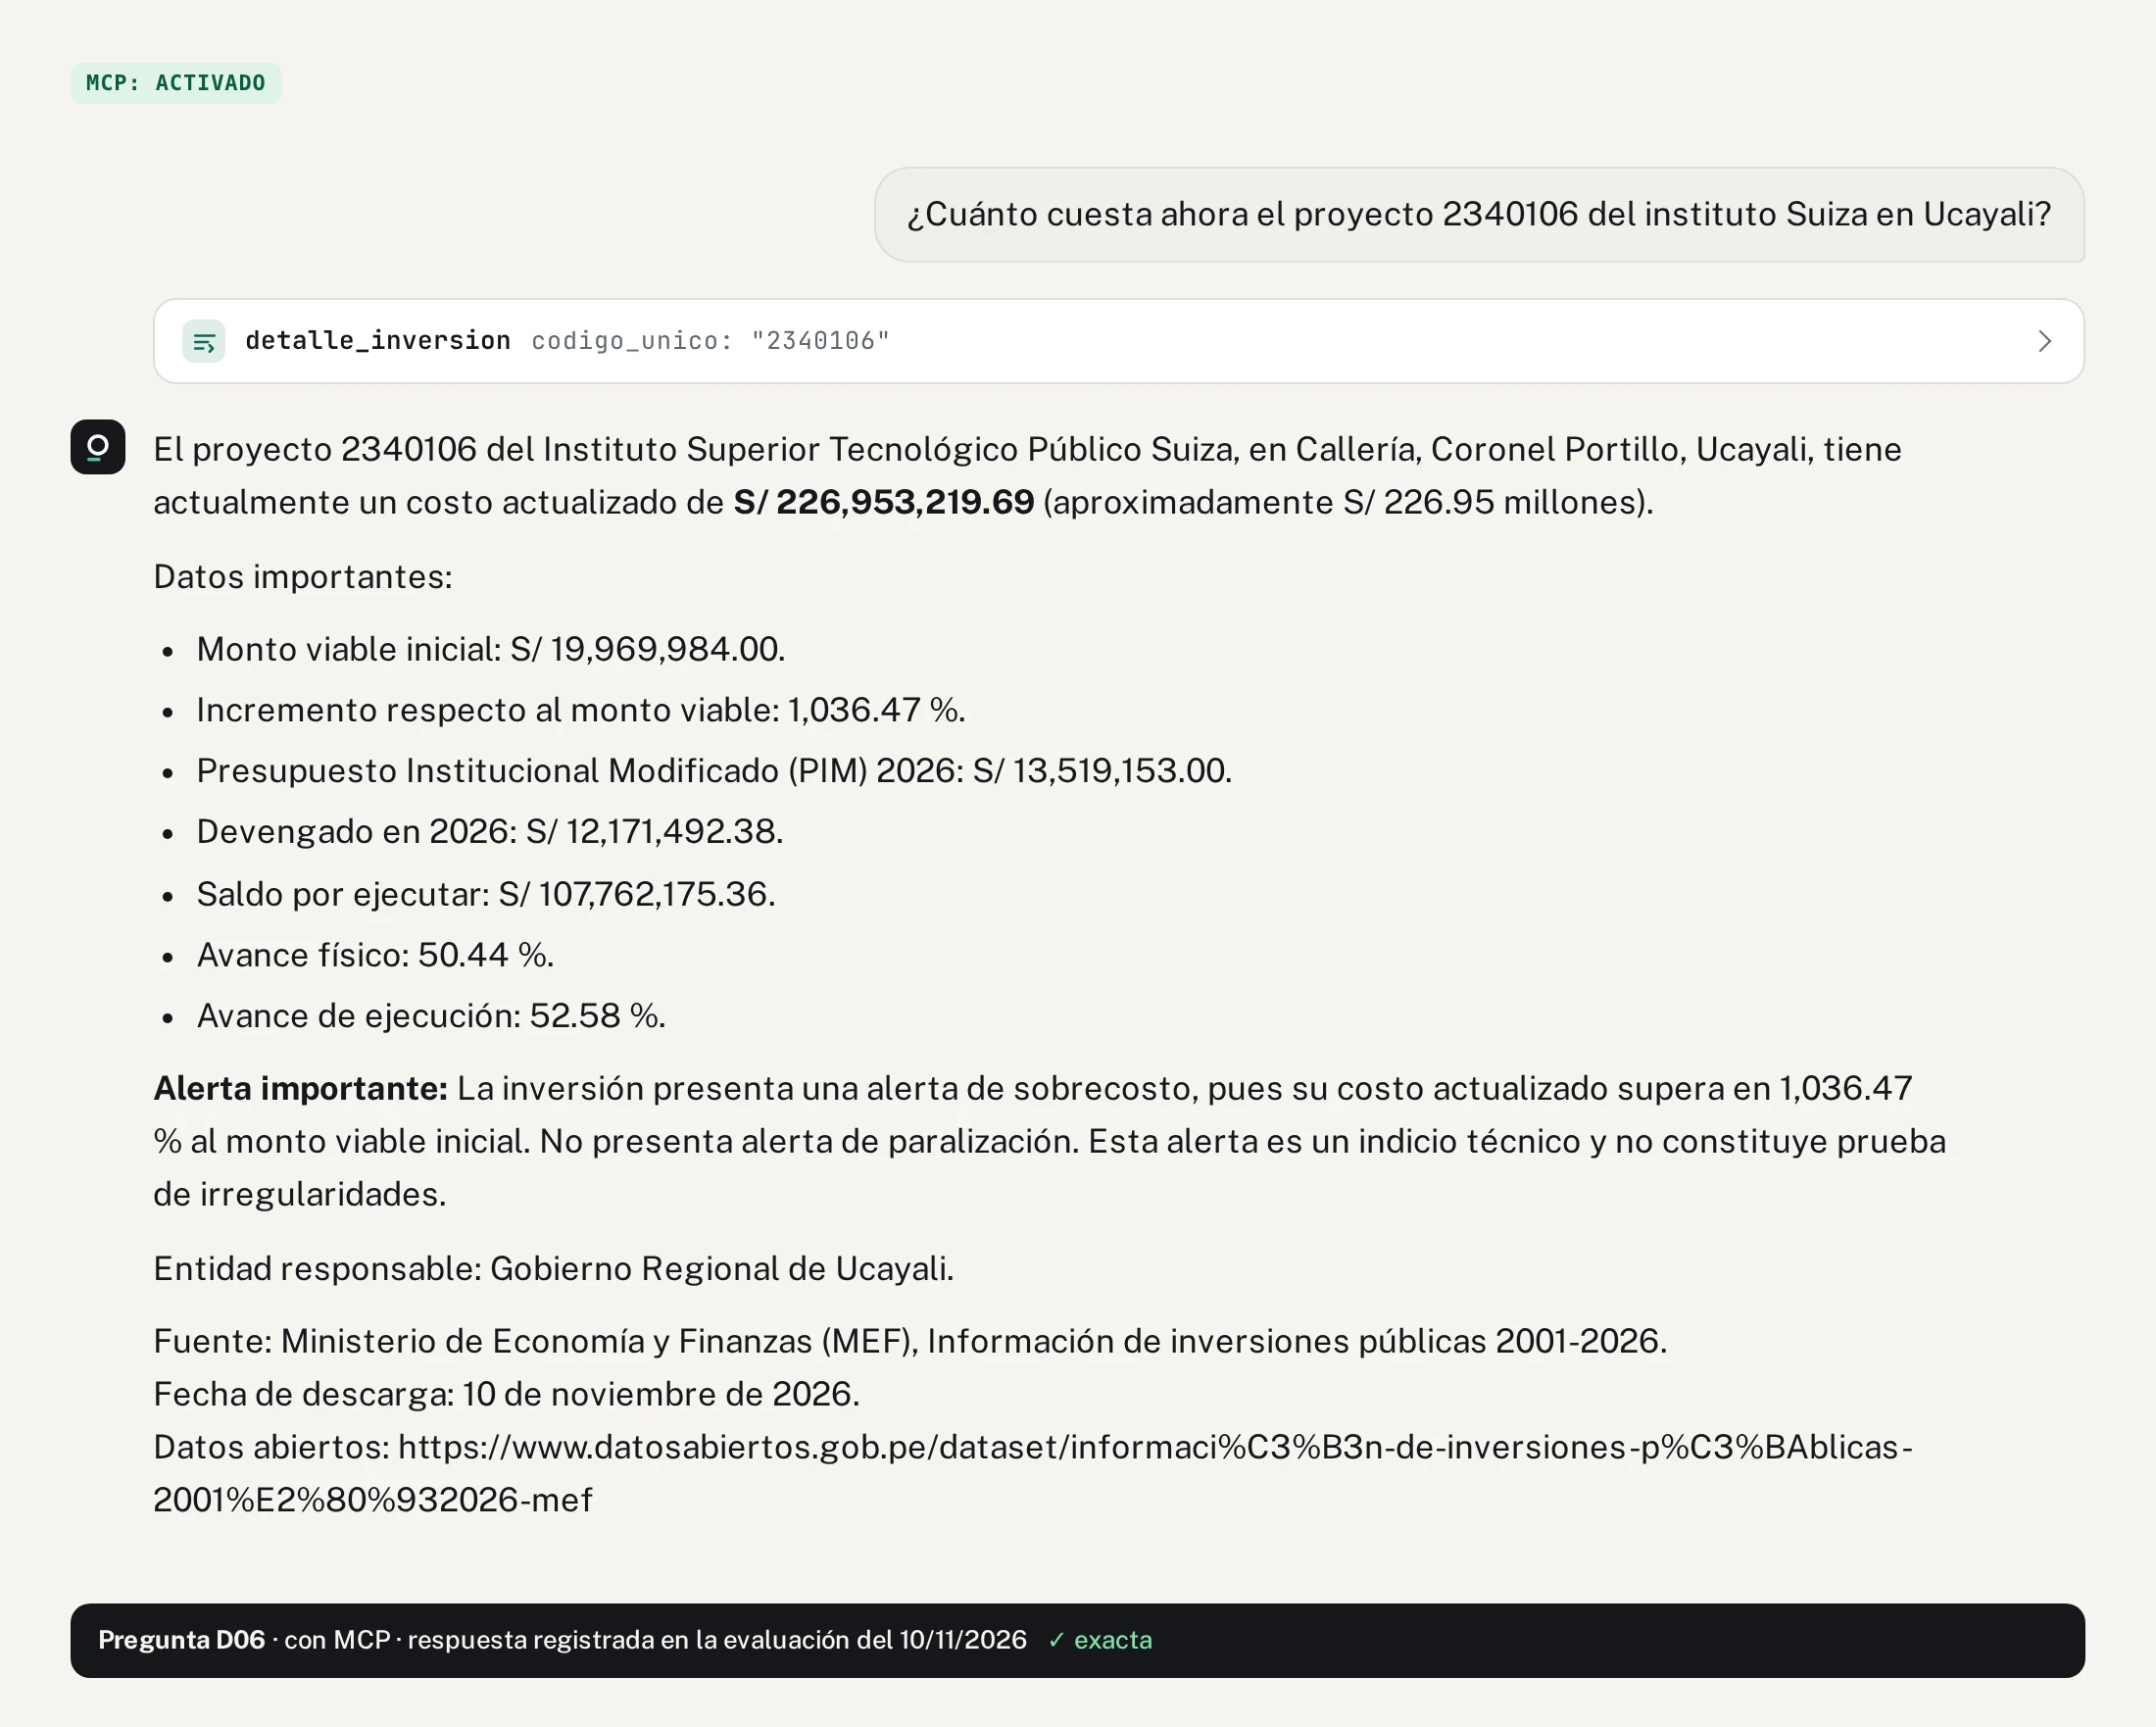 MCP: ACTIVADO
¿Cuánto cuesta ahora el proyecto 2340106 del instituto Suiza en Ucayali?
detalle_inversion codigo_unico: "2340106"
El proyecto 2340106 del Instituto Superior Tecnológico Público Suiza, en Callería, Coronel Portillo, Ucayali, tiene
actualmente un costo actualizado de S/ 226,953,219.69 (aproximadamente S/ 226.95 millones).
Datos importantes:
• Monto viable inicial: S/ 19,969,984.00.
• Incremento respecto al monto viable: 1,036.47 %.
• Presupuesto Institucional Modificado (PIM) 2026: S/ 13,519,153.00.
• Devengado en 2026: S/ 12,171,492.38.
• Saldo por ejecutar: S/ 107,762,175.36.
• Avance físico: 50.44 %.
• Avance de ejecución: 52.58 %.
Alerta importante: La inversión presenta una alerta de sobrecosto, pues su costo actualizado supera en 1,036.47
% al monto viable inicial. No presenta alerta de paralización. Esta alerta es un indicio técnico y no constituye prueba
de irregularidades.
Entidad responsable: Gobierno Regional de Ucayali.
Fuente: Ministerio de Economía y Finanzas (MEF), Información de inversiones públicas 2001-2026.
Fecha de descarga: 10 de noviembre de 2026.
Datos abiertos: https://www.datosabiertos.gob.pe/dataset/informaci%C3%B3n-de-inversiones-p%C3%BAblicas-
2001%E2%80%932026-mef
Pregunta D06 · con MCP · respuesta registrada en la evaluación del 10/11/2026 ✓ exacta